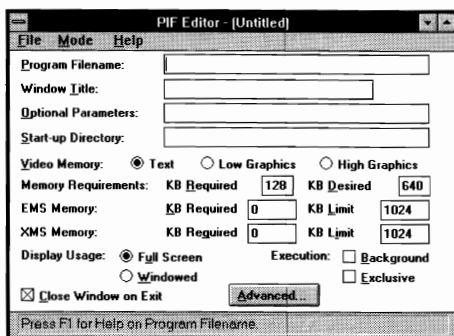 PIF Editor - (Untitled)
File Mode Help
Program Filename:
Window Title:
Optional Parameters:
Start-up Directory:
Video Memory: Text Low Graphics High Graphics
Memory Requirements: KB Required 128 KB Desired 640
EMS Memory: KB Required 0 KB Limit 1024
XMS Memory: KB Required 0 KB Limit 1024
Display Usage: Full Screen Execution: Background
Windowed Exclusive
Close Window on Exit Advanced...
Press F1 for Help on Program Filename.